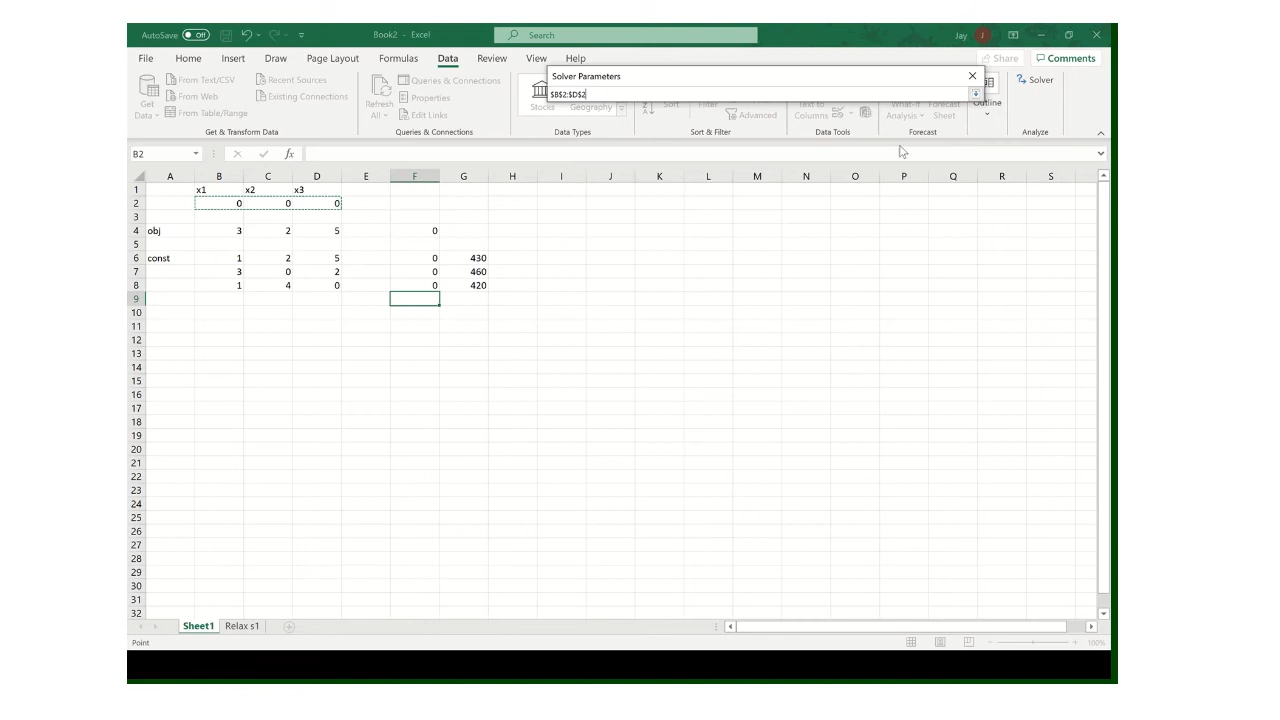 AutoSave Off Book2 - Excel Search Jay J
File Home Insert Draw Page Layout Formulas Data Review View Help Share Comments
Solver Parameters
$B$2:$D$2
Get Data
From Text/CSV
From Web
From Table/Range
Recent Sources
Existing Connections
Get & Transform Data
Refresh All
Queries & Connections
Properties
Edit Links
Queries & Connections
Stocks Geography
Data Types
Sort Filter
Advanced
Sort & Filter
Text to Columns
Data Tools
What-If Analysis
Forecast Sheet
Forecast
Outline
Solver
Analyze
B2 fx
A B C D E F G H I J K L M N O P Q R S
1 x1 x2 x3
2 0 0 0
3
4 obj 3 2 5 0
5
6 const 1 2 5 0 430
7 3 0 2 0 460
8 1 4 0 0 420
9
10
11
12
13
14
15
16
17
18
19
20
21
22
23
24
25
26
27
28
29
30
31
32
Sheet1 Relax s1
Point 100%